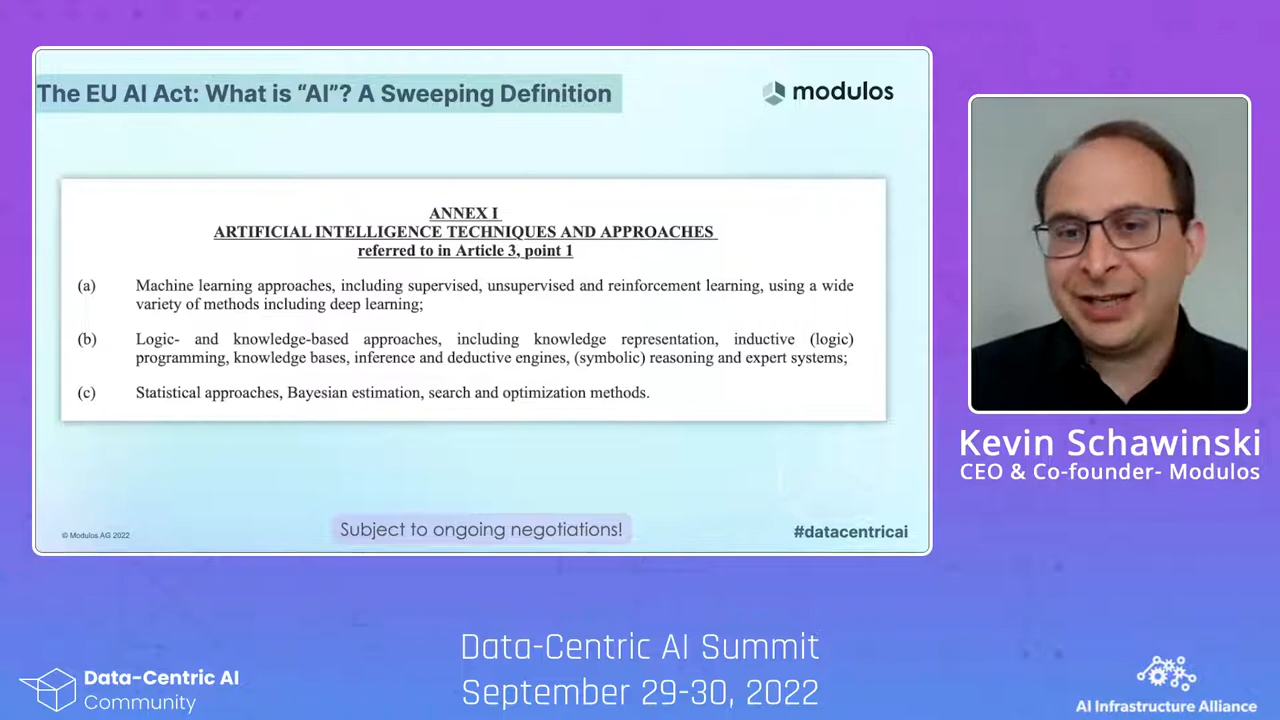 The EU AI Act: What is “AI”? A Sweeping Definition
modulos
ANNEX I
ARTIFICIAL INTELLIGENCE TECHNIQUES AND APPROACHES
referred to in Article 3, point 1
(a) Machine learning approaches, including supervised, unsupervised and reinforcement learning, using a wide
variety of methods including deep learning;
(b) Logic- and knowledge-based approaches, including knowledge representation, inductive (logic)
programming, knowledge bases, inference and deductive engines, (symbolic) reasoning and expert systems;
(c) Statistical approaches, Bayesian estimation, search and optimization methods.
© Modulos AG 2022
Subject to ongoing negotiations!
#datacentricai
Kevin Schawinski
CEO & Co-founder- Modulos
Data-Centric AI Summit
September 29-30, 2022
Data-Centric AI
Community
AI Infrastructure Alliance